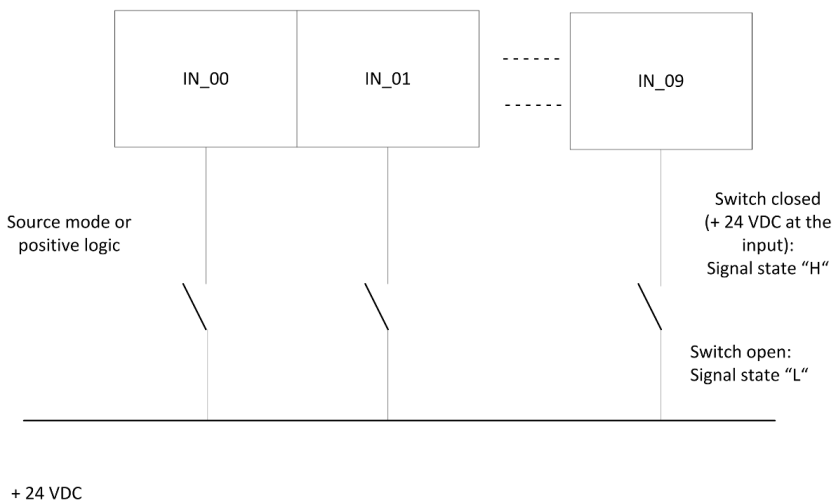 IN_00
IN_01
IN_09
Source mode or
positive logic
Switch closed
(+ 24 VDC at the
input):
Signal state “H“
Switch open:
Signal state “L“
+ 24 VDC